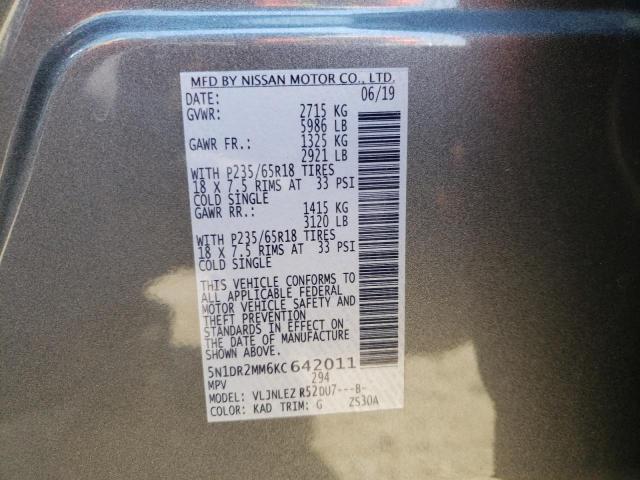 MFD BY NISSAN MOTOR CO., LTD.
DATE: 06/19
GVWR: 2715 KG
5986 LB
GAWR FR.: 1325 KG
2921 LB
WITH P235/65R18 TIRES
18 X 7.5 RIMS AT 33 PSI
COLD SINGLE
GAWR RR.: 1415 KG
3120 LB
WITH P235/65R18 TIRES
18 X 7.5 RIMS AT 33 PSI
COLD SINGLE
THIS VEHICLE CONFORMS TO
ALL APPLICABLE FEDERAL
MOTOR VEHICLE SAFETY AND
THEFT PREVENTION
STANDARDS IN EFFECT ON
THE DATE OF MANUFACTURE
SHOWN ABOVE.
5N1DR2MM6KC642011
MPV 294
MODEL: VLJNLEZ R52DU7---B-
COLOR: KAD TRIM: G ZS30A